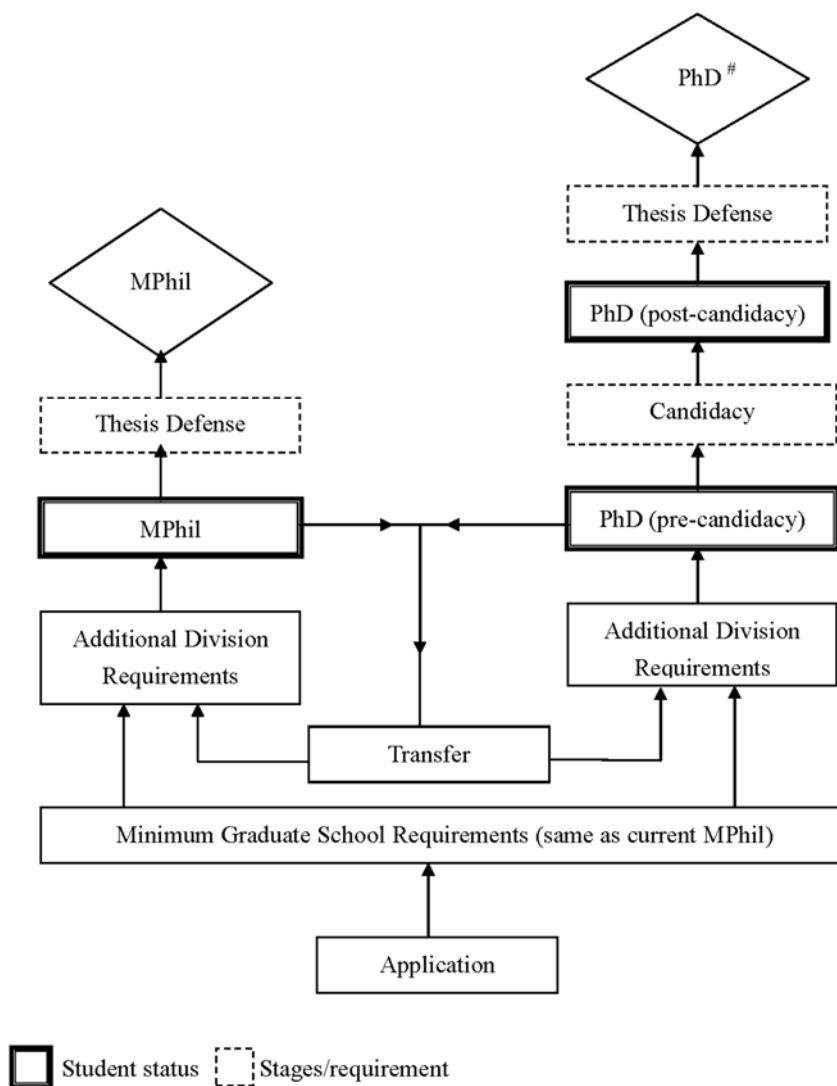 PhD #
Thesis Defense
MPhil
PhD (post-candidacy)
Thesis Defense
Candidacy
MPhil
PhD (pre-candidacy)
Additional Division
Requirements
Additional Division
Requirements
Transfer
Minimum Graduate School Requirements (same as current MPhil)
Application
Student status
Stages/requirement